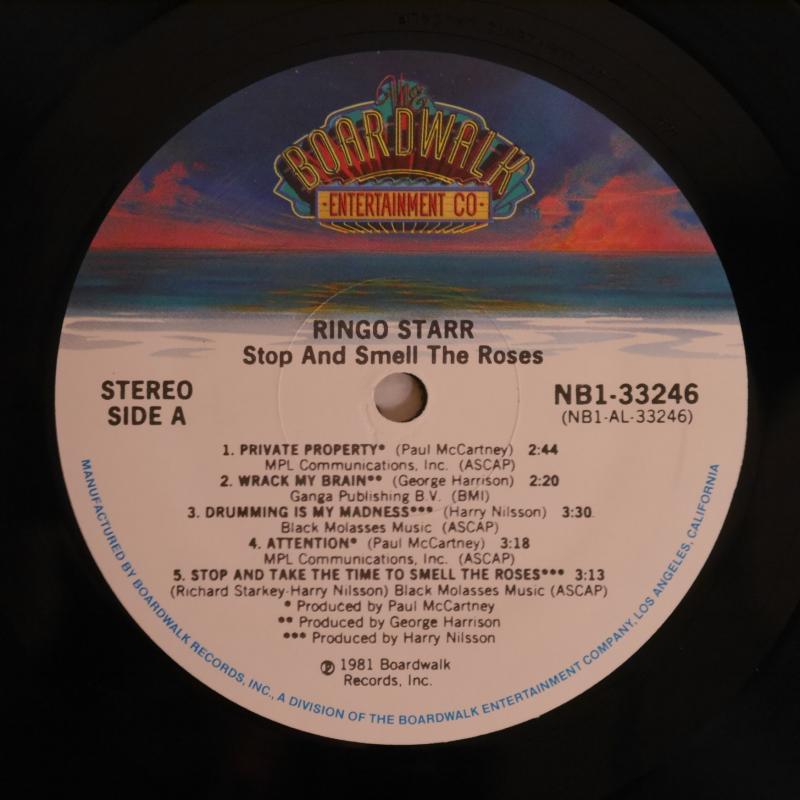 The
BOARDWALK
·ENTERTAINMENT CO·
RINGO STARR
Stop And Smell The Roses
STEREO
SIDE A
NB1-33246
(NB1-AL-33246)
1. PRIVATE PROPERTY* (Paul McCartney) 2:44
MPL Communications, Inc. (ASCAP)
2. WRACK MY BRAIN** (George Harrison) 2:20
Ganga Publishing B.V. (BMI)
3. DRUMMING IS MY MADNESS*** (Harry Nilsson) 3:30
Black Molasses Music (ASCAP)
4. ATTENTION* (Paul McCartney) 3:18
MPL Communications, Inc. (ASCAP)
5. STOP AND TAKE THE TIME TO SMELL THE ROSES*** 3:13
(Richard Starkey-Harry Nilsson) Black Molasses Music (ASCAP)
* Produced by Paul McCartney
** Produced by George Harrison
*** Produced by Harry Nilsson
℗ 1981 Boardwalk
Records, Inc.
MANUFACTURED BY BOARDWALK RECORDS, INC., A DIVISION OF THE BOARDWALK ENTERTAINMENT COMPANY, LOS ANGELES, CALIFORNIA